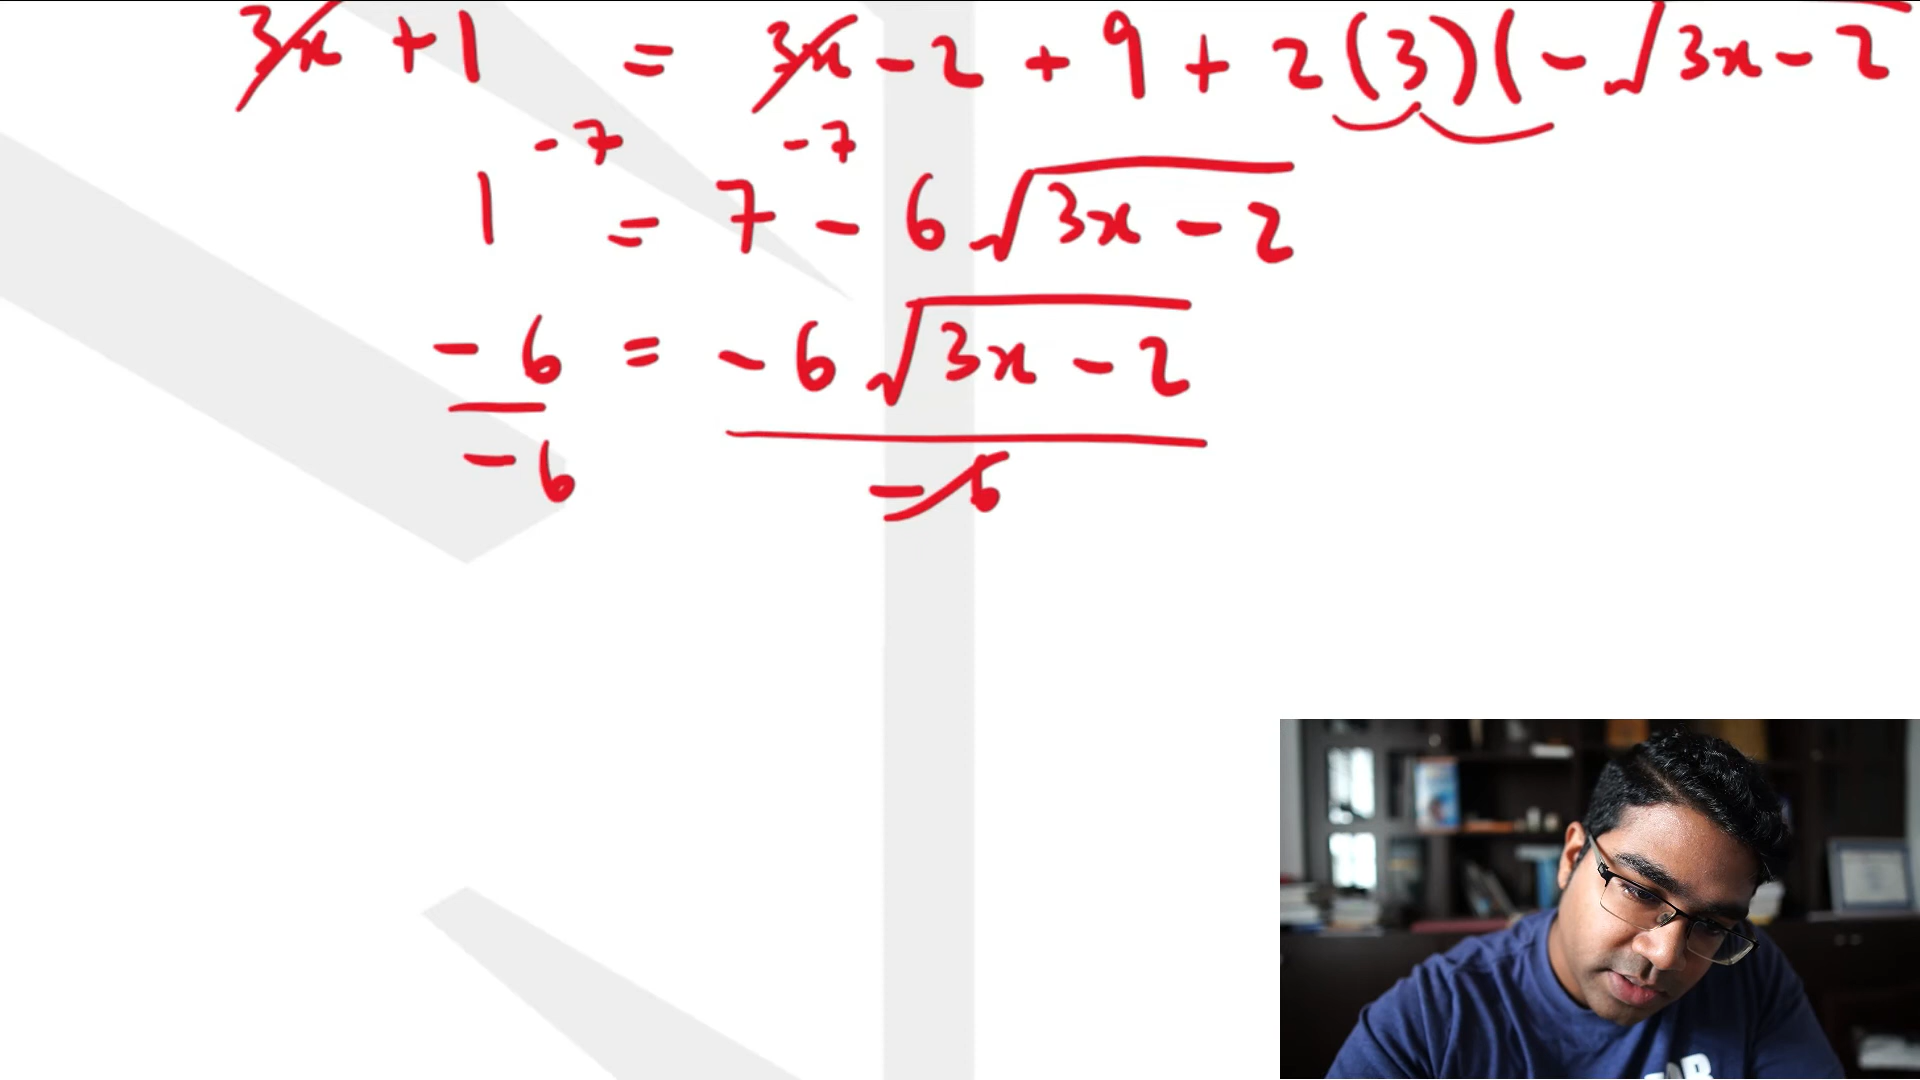 3x + 1 = 3x - 2 + 9 + 2(3)(-√3x - 2
-7 -7
1 = 7 - 6√3x - 2
-6 = -6√3x - 2
-6 -6